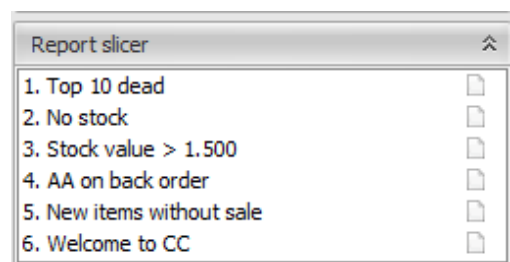 Report slicer
1. Top 10 dead
2. No stock
3. Stock value > 1.500
4. AA on back order
5. New items without sale
6. Welcome to CC